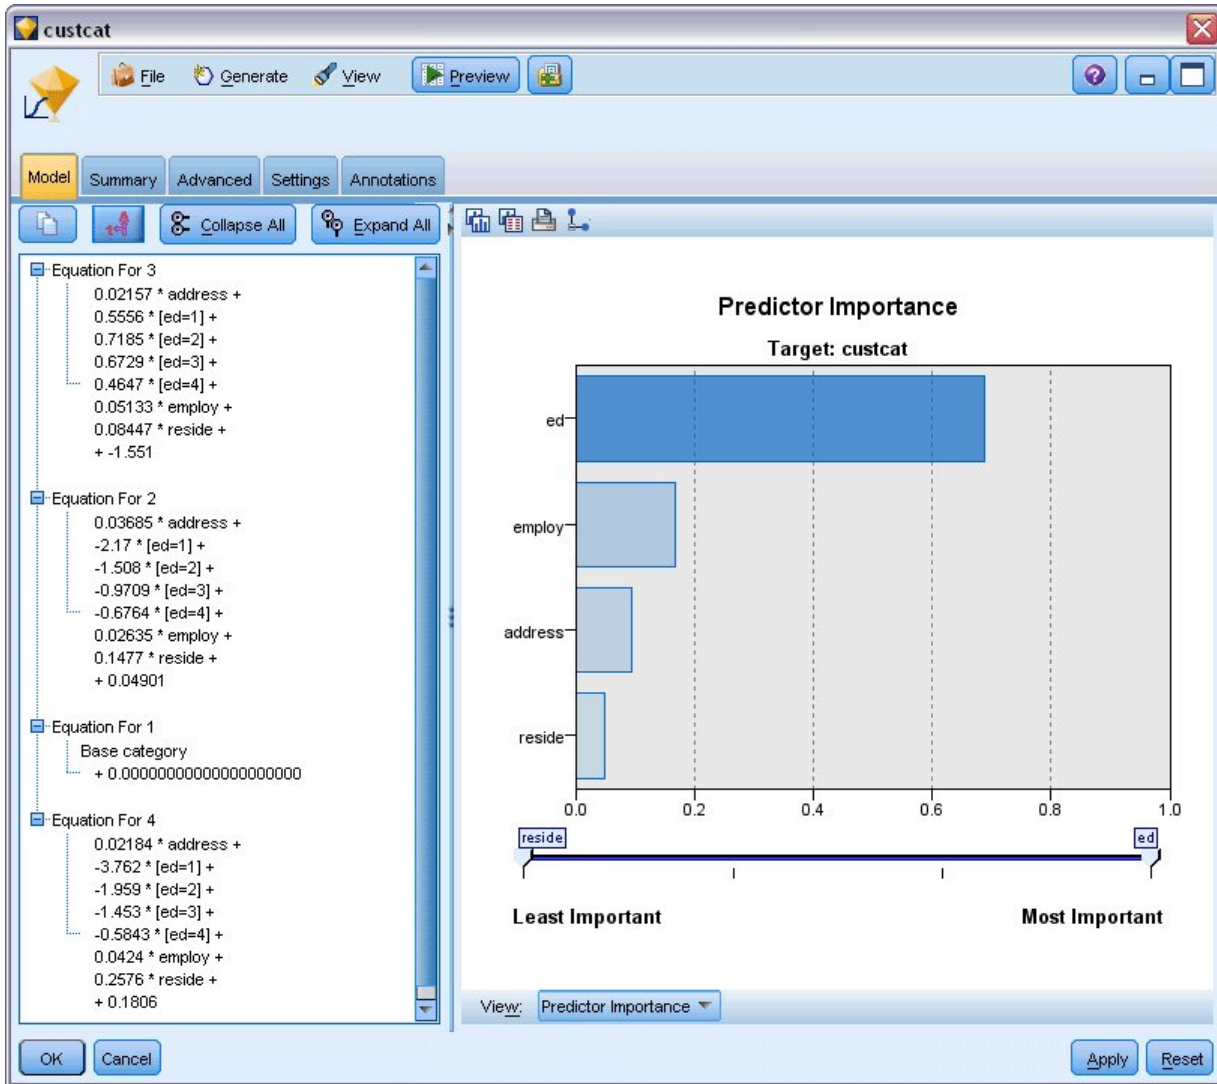 custcat
File Generate View Preview
Model Summary Advanced Settings Annotations
Collapse All Expand All
Equation For 3
0.02157 * address +
0.5556 * [ed=1] +
0.7185 * [ed=2] +
0.6729 * [ed=3] +
0.4647 * [ed=4] +
0.05133 * employ +
0.08447 * reside +
+ -1.551
Equation For 2
0.03685 * address +
-2.17 * [ed=1] +
-1.508 * [ed=2] +
-0.9709 * [ed=3] +
-0.6764 * [ed=4] +
0.02635 * employ +
0.1477 * reside +
+ 0.04901
Equation For 1
Base category
+ 0.00000000000000000000
Equation For 4
0.02184 * address +
-3.762 * [ed=1] +
-1.959 * [ed=2] +
-1.453 * [ed=3] +
-0.5843 * [ed=4] +
0.0424 * employ +
0.2576 * reside +
+ 0.1806
Predictor Importance
Target: custcat
ed
employ
address
reside
0.0 0.2 0.4 0.6 0.8 1.0
reside ed
Least Important Most Important
View: Predictor Importance
OK Cancel Apply Reset